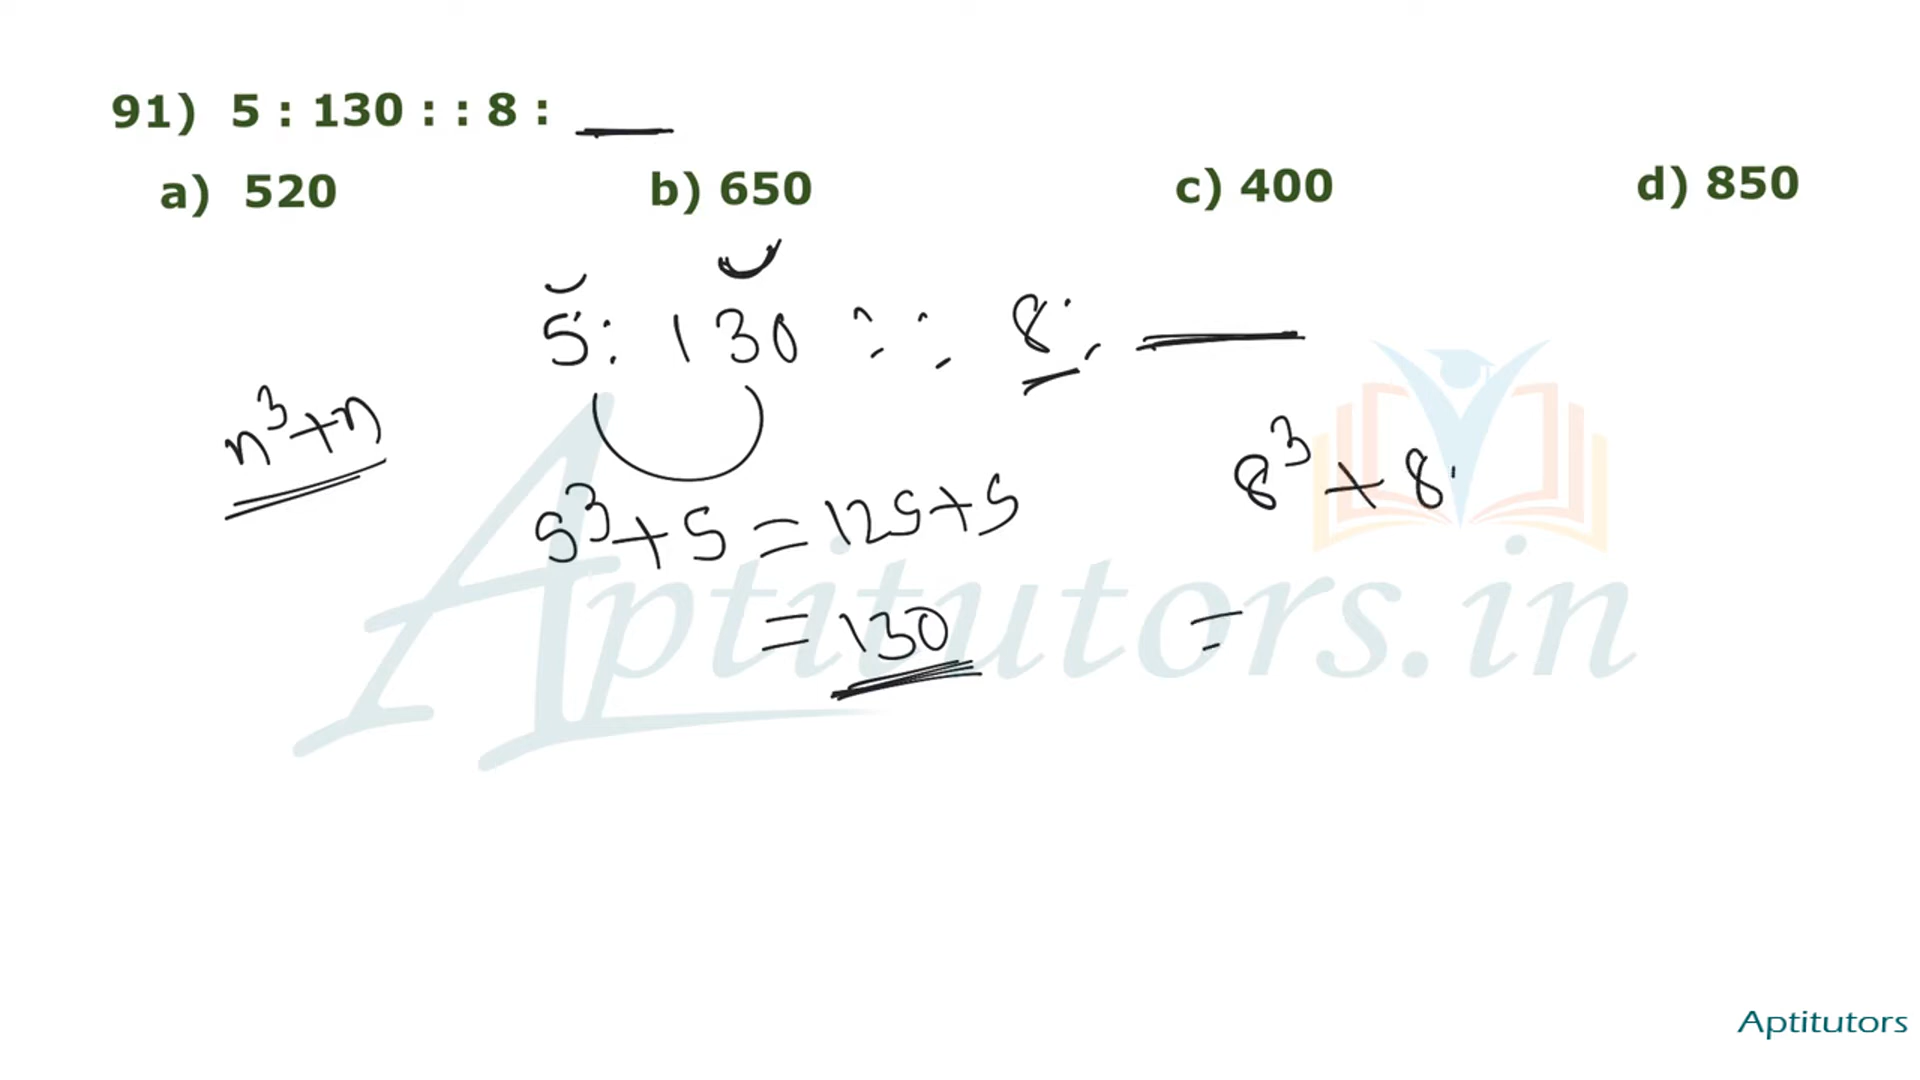 91) 5 : 130 : : 8 : ___
a) 520 b) 650 c) 400 d) 850
5 : 130 :: 8 : ___
n³+n
5³+5 = 125+5 8³+8
= 130 =
Aptitutors.in
Aptitutors